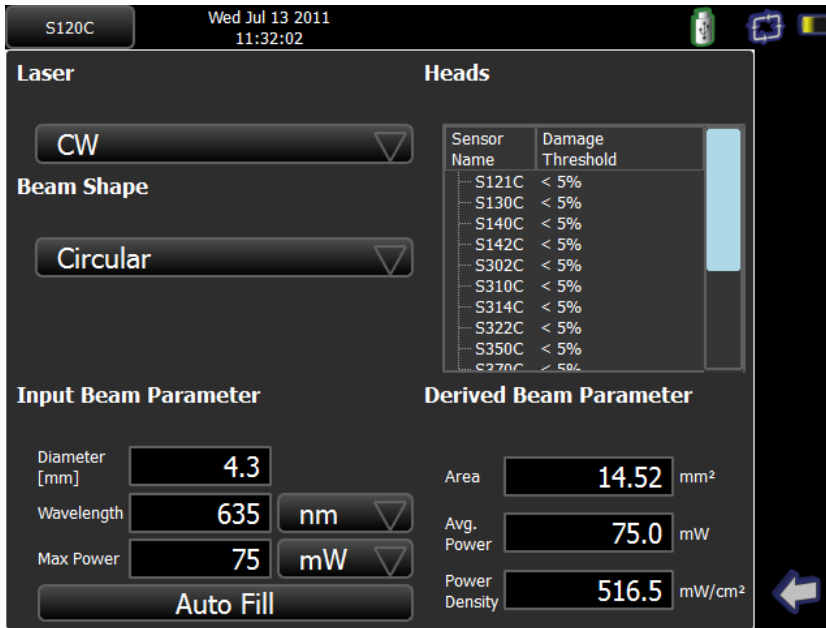 S120C
Wed Jul 13 2011
11:32:02
Laser
CW
Beam Shape
Circular
Heads
Sensor Name Damage Threshold
S121C < 5%
S130C < 5%
S140C < 5%
S142C < 5%
S302C < 5%
S310C < 5%
S314C < 5%
S322C < 5%
S350C < 5%
S370C < 5%
Input Beam Parameter
Diameter [mm] 4.3
Wavelength 635 nm
Max Power 75 mW
Auto Fill
Derived Beam Parameter
Area 14.52 mm²
Avg. Power 75.0 mW
Power Density 516.5 mW/cm²